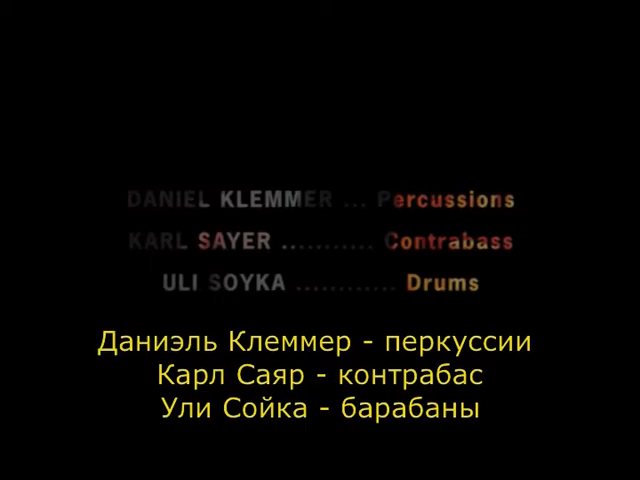 DANIEL KLEMMER ... Percussions
KARL SAYER ........... Contrabass
ULI SOYKA ............ Drums
Даниэль Клеммер - перкуссии
Карл Саяр - контрабас
Ули Сойка - барабаны